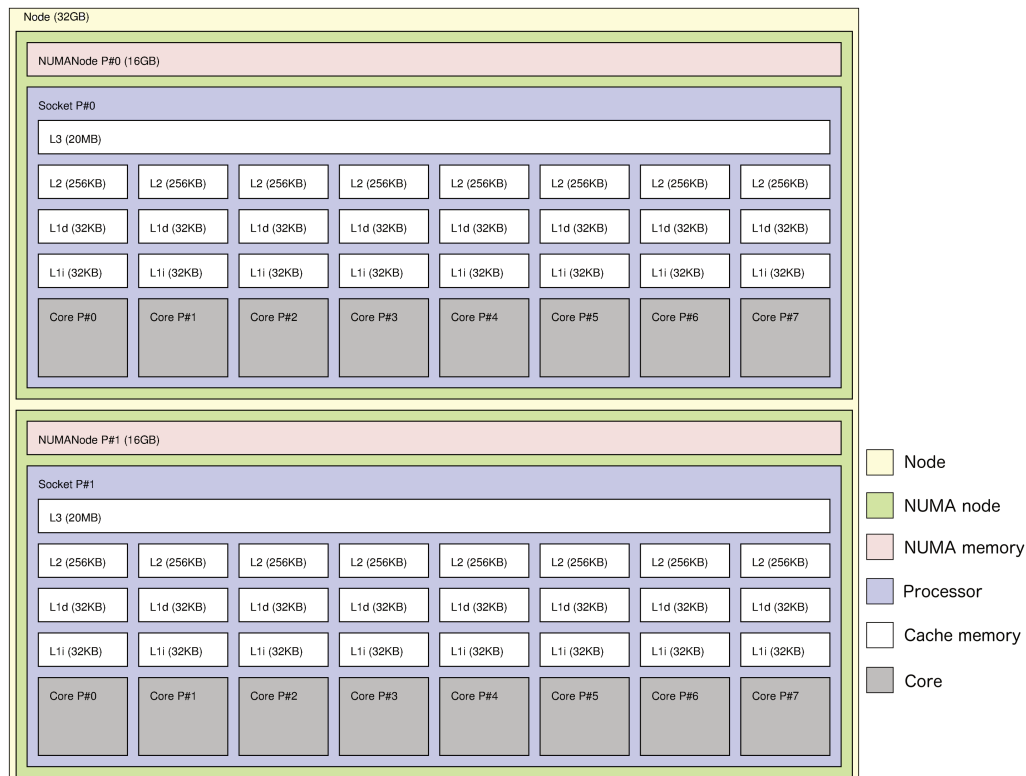 Node (32GB)
NUMANode P#0 (16GB)
Socket P#0
L3 (20MB)
L2 (256KB) L2 (256KB) L2 (256KB) L2 (256KB) L2 (256KB) L2 (256KB) L2 (256KB) L2 (256KB)
L1d (32KB) L1d (32KB) L1d (32KB) L1d (32KB) L1d (32KB) L1d (32KB) L1d (32KB) L1d (32KB)
L1i (32KB) L1i (32KB) L1i (32KB) L1i (32KB) L1i (32KB) L1i (32KB) L1i (32KB) L1i (32KB)
Core P#0 Core P#1 Core P#2 Core P#3 Core P#4 Core P#5 Core P#6 Core P#7
NUMANode P#1 (16GB)
Socket P#1
L3 (20MB)
L2 (256KB) L2 (256KB) L2 (256KB) L2 (256KB) L2 (256KB) L2 (256KB) L2 (256KB) L2 (256KB)
L1d (32KB) L1d (32KB) L1d (32KB) L1d (32KB) L1d (32KB) L1d (32KB) L1d (32KB) L1d (32KB)
L1i (32KB) L1i (32KB) L1i (32KB) L1i (32KB) L1i (32KB) L1i (32KB) L1i (32KB) L1i (32KB)
Core P#0 Core P#1 Core P#2 Core P#3 Core P#4 Core P#5 Core P#6 Core P#7
Node
NUMA node
NUMA memory
Processor
Cache memory
Core